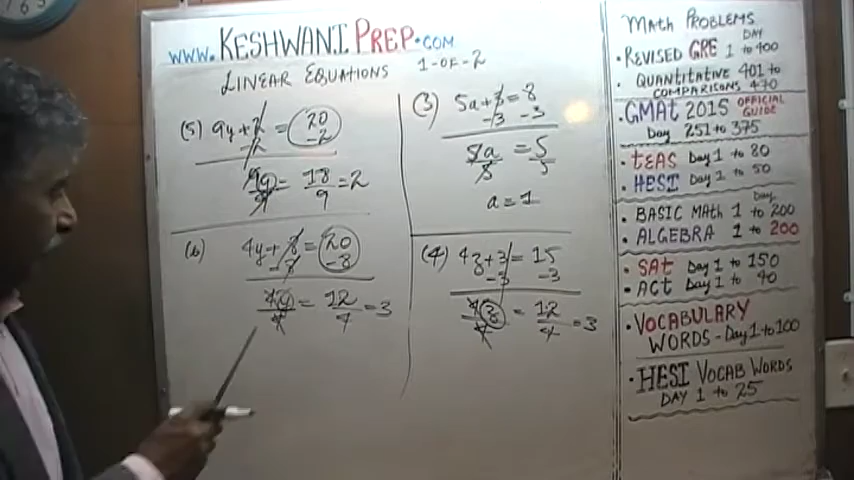 www.KESHWANI PREP.COM
LINEAR EQUATIONS 1-OF-2
(5) 9y+2 = 20
-2 -2
9y/9 = 18/9 = 2
(6) 4y+8 = 20
-8 -8
4y/4 = 12/4 = 3
(3) 5a+3 = 8
-3 -3
5a/5 = 5/5
a = 1
(4) 4z+3 = 15
-3 -3
4z/4 = 12/4 = 3
MATH PROBLEMS
DAY
• REVISED GRE 1 to 400
• QUANTITATIVE 401 to
COMPARISONS 470
• GMAT 2015 OFFICIAL GUIDE
Day 251 to 375
• TEAS Day 1 to 80
• HESI Day 1 to 50
Day
• BASIC MATH 1 to 200
• ALGEBRA 1 to 200
• SAT Day 1 to 150
• ACT Day 1 to 40
• VOCABULARY
WORDS - Day 1 to 100
• HESI VOCAB WORDS
DAY 1 to 25